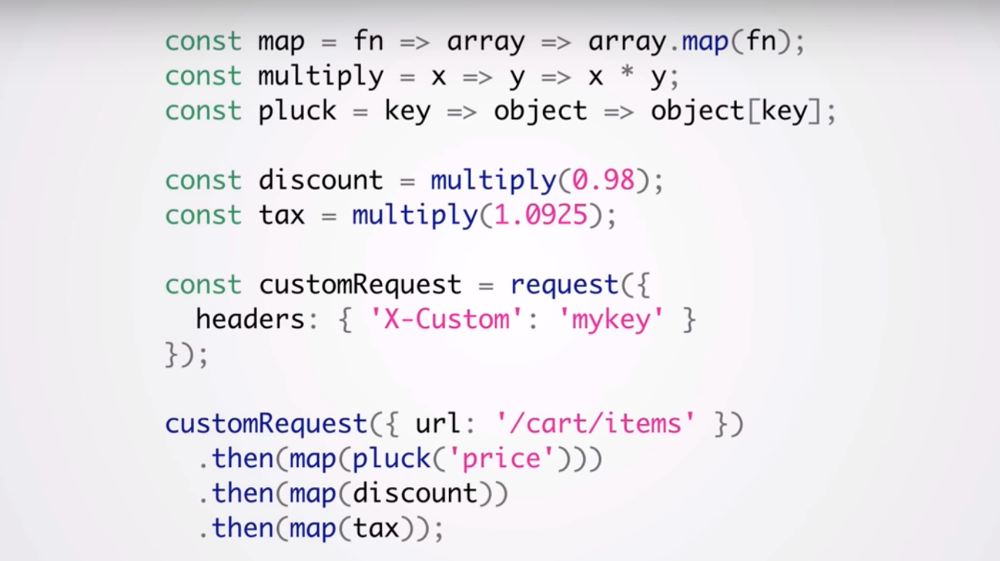 const map = fn => array => array.map(fn);
const multiply = x => y => x * y;
const pluck = key => object => object[key];
const discount = multiply(0.98);
const tax = multiply(1.0925);
const customRequest = request({
  headers: { 'X-Custom': 'mykey' }
});
customRequest({ url: '/cart/items' })
  .then(map(pluck('price')))
  .then(map(discount))
  .then(map(tax));